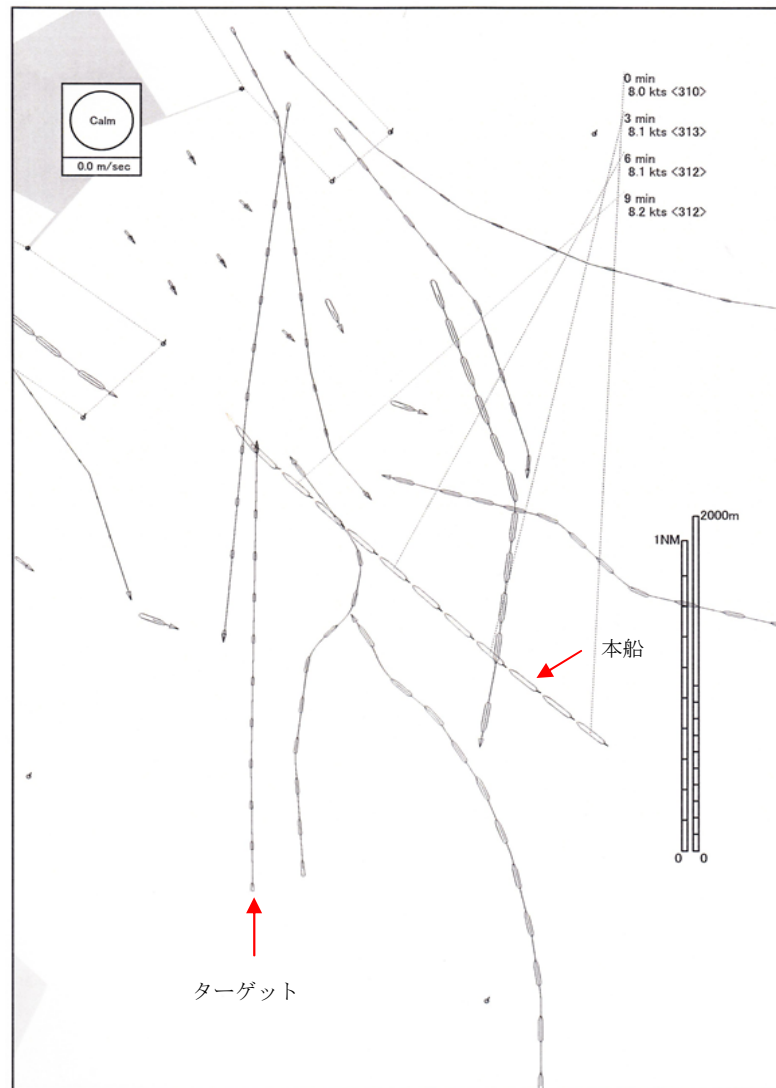 Calm
0.0 m/sec
0 min
8.0 kts <310>
3 min
8.1 kts <313>
6 min
8.1 kts <312>
9 min
8.2 kts <312>
2000m
1NM
0
0
本船
ターゲット